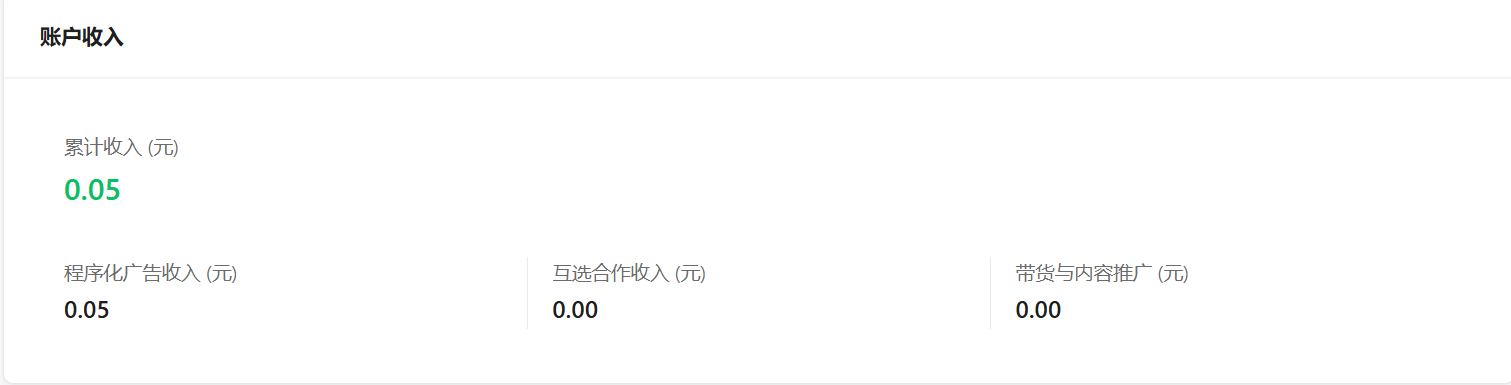 账户收入
累计收入 (元)
0.05
程序化广告收入 (元)
0.05
互选合作收入 (元)
0.00
带货与内容推广 (元)
0.00